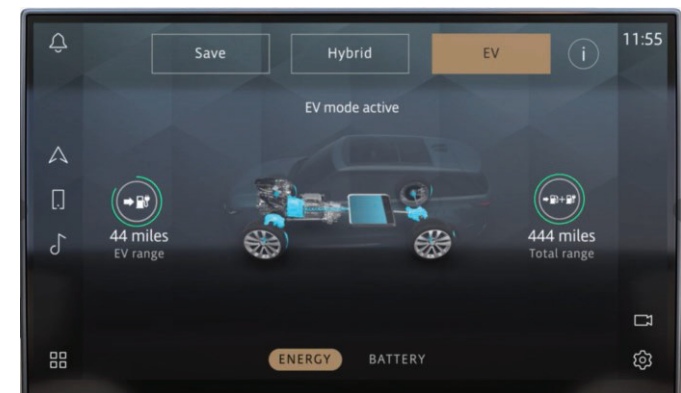 Save
Hybrid
EV
i
11:55
EV mode active
44 miles
EV range
444 miles
Total range
ENERGY
BATTERY